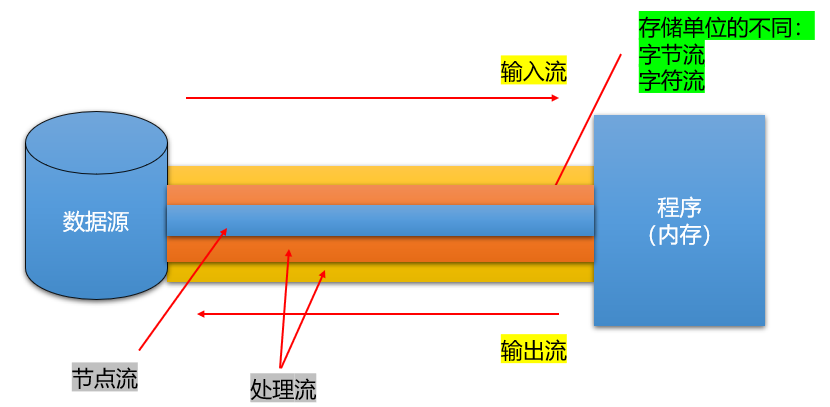 存储单位的不同：
字节流
字符流
输入流
数据源
程序
（内存）
输出流
节点流
处理流